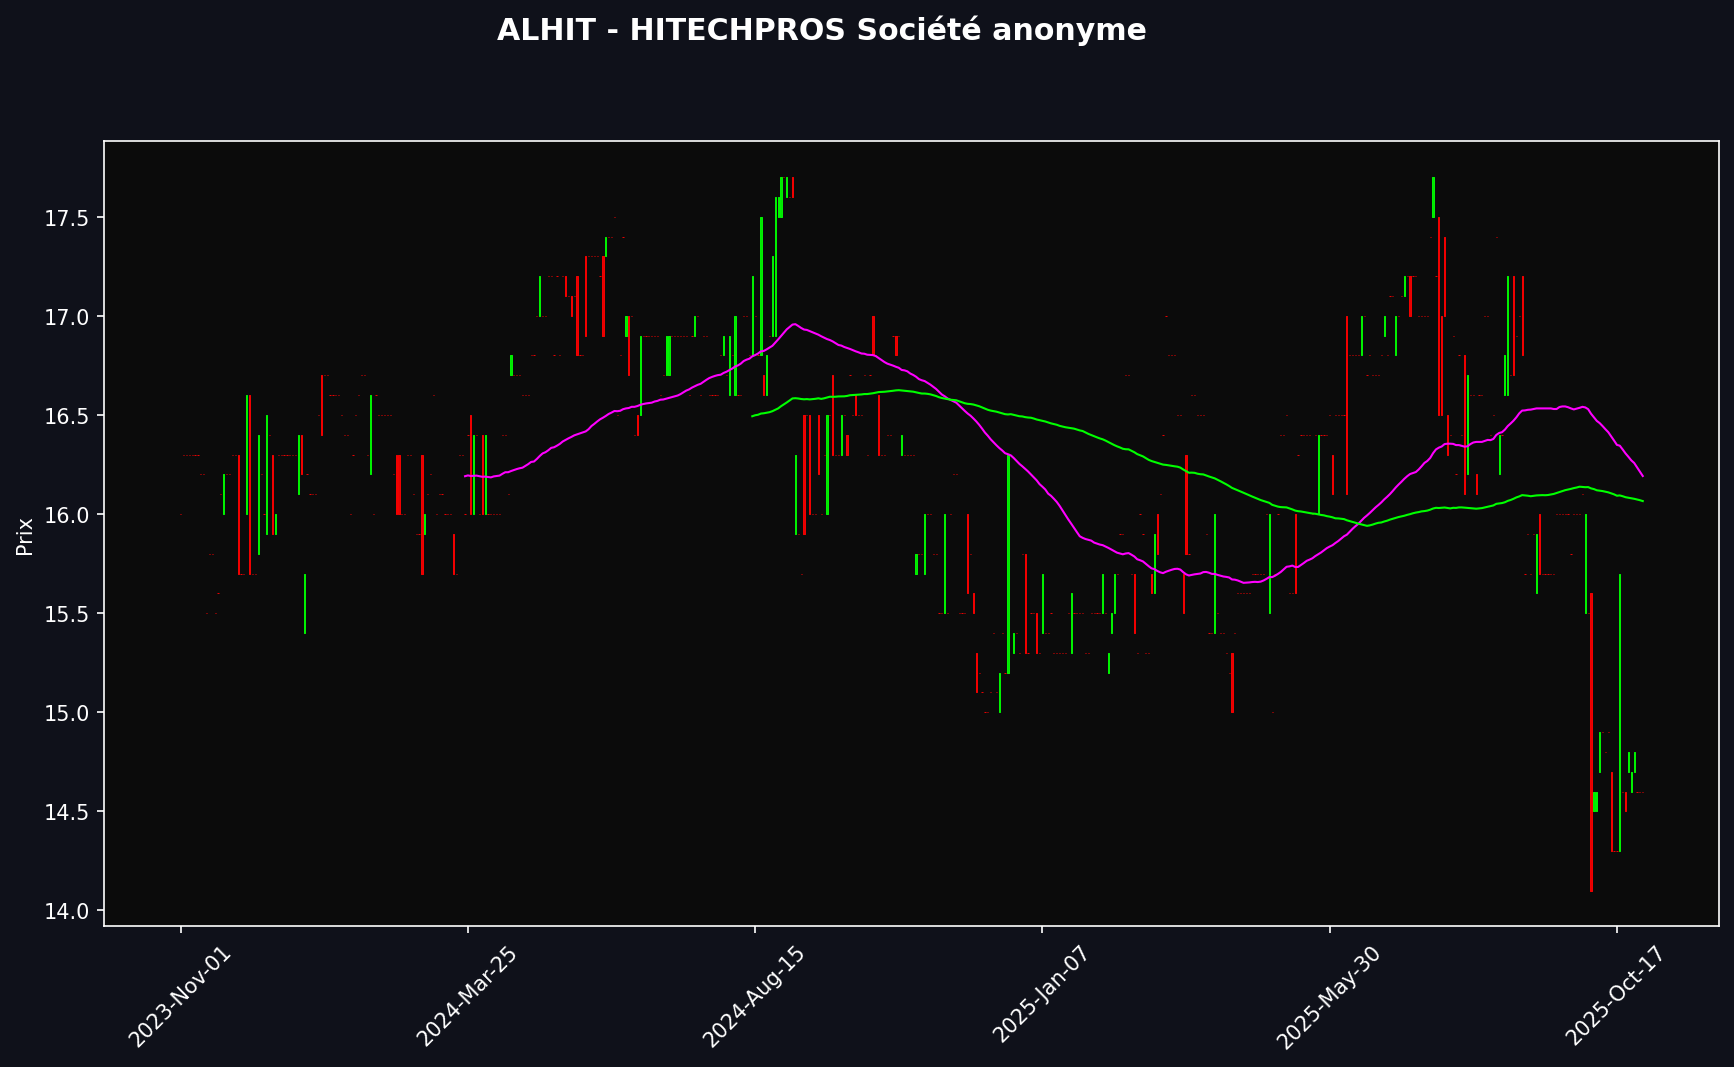 ALHIT - HITECHPROS Société anonyme
Prix
17.5
17.0
16.5
16.0
15.5
15.0
14.5
14.0
2023-Nov-01
2024-Mar-25
2024-Aug-15
2025-Jan-07
2025-May-30
2025-Oct-17